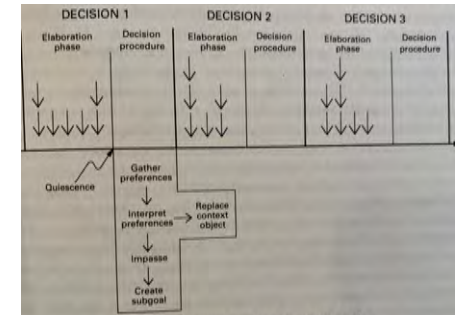 DECISION 1
DECISION 2
DECISION 3
Elaboration phase
Decision procedure
Elaboration phase
Decision procedure
Elaboration phase
Decision procedure
Quiescence
Gather preferences
Interpret preferences
Replace context object
Impasse
Create subgoal